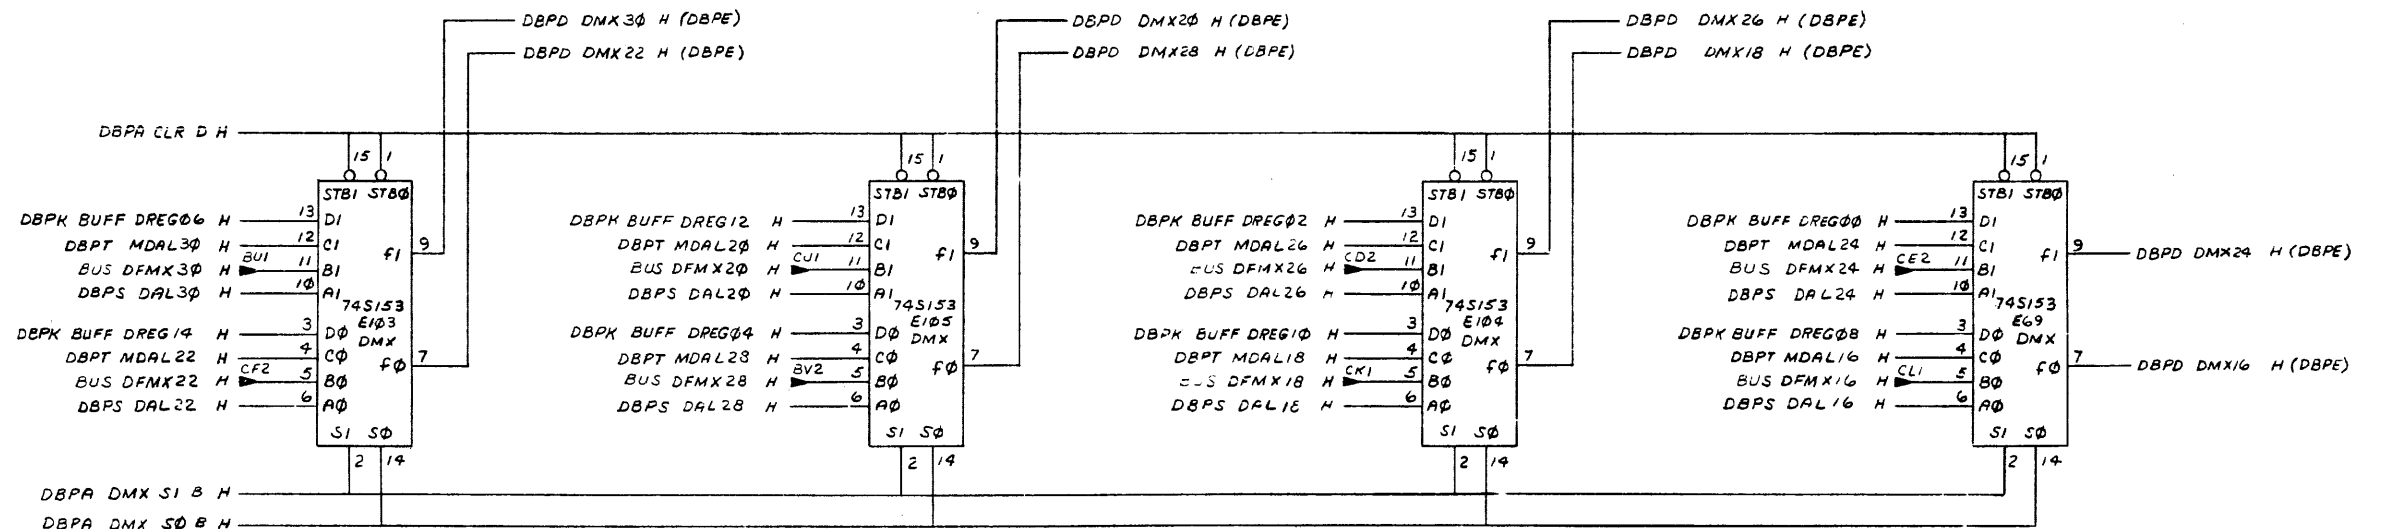 DBPD DMX3Ø H (DBPE)
DBPD DMX22 H (DBPE)
DBPD DMX2Ø H (DBPE)
DBPD DMX28 H (DBPE)
DBPD DMX26 H (DBPE)
DBPD DMX18 H (DBPE)
DBPA CLR D H
15 1
STB1 STBØ
DBPK BUFF DREGØ6 H 13 D1
DBPT MDAL3Ø H 12 C1
BUS DFMX3Ø H BU1 11 B1
DBPS DAL3Ø H 1Ø A1
f1 9
74S153
E1Ø3
DMX
DBPK BUFF DREG14 H 3 DØ
DBPT MDAL22 H 4 CØ
BUS DFMX22 H CF2 5 BØ
DBPS DAL22 H 6 AØ
fØ 7
S1 SØ
2 14
15 1
STB1 STBØ
DBPK BUFF DREG12 H 13 D1
DBPT MDAL2Ø H 12 C1
BUS DFMX2Ø H CJ1 11 B1
DBPS DAL2Ø H 1Ø A1
f1 9
74S153
E1Ø5
DMX
DBPK BUFF DREGØ4 H 3 DØ
DBPT MDAL28 H 4 CØ
BUS DFMX28 H BV2 5 BØ
DBPS DAL28 H 6 AØ
fØ 7
S1 SØ
2 14
15 1
STB1 STBØ
DBPK BUFF DREGØ2 H 13 D1
DBPT MDAL26 H 12 C1
BUS DFMX26 H CD2 11 B1
DBPS DAL26 H 1Ø A1
f1 9
74S153
E1Ø4
DMX
DBPK BUFF DREG1Ø H 3 DØ
DBPT MDAL18 H 4 CØ
BUS DFMX18 H CK1 5 BØ
DBPS DAL18 H 6 AØ
fØ 7
S1 SØ
2 14
15 1
STB1 STBØ
DBPK BUFF DREGØØ H 13 D1
DBPT MDAL24 H 12 C1
BUS DFMX24 H CE2 11 B1
DBPS DAL24 H 1Ø A1
f1 9 DBPD DMX24 H (DBPE)
74S153
E69
DMX
DBPK BUFF DREGØ8 H 3 DØ
DBPT MDAL16 H 4 CØ
BUS DFMX16 H CL1 5 BØ
DBPS DAL16 H 6 AØ
fØ 7 DBPD DMX16 H (DBPE)
S1 SØ
2 14
DBPA DMX S1 B H
DBPA DMX SØ B H